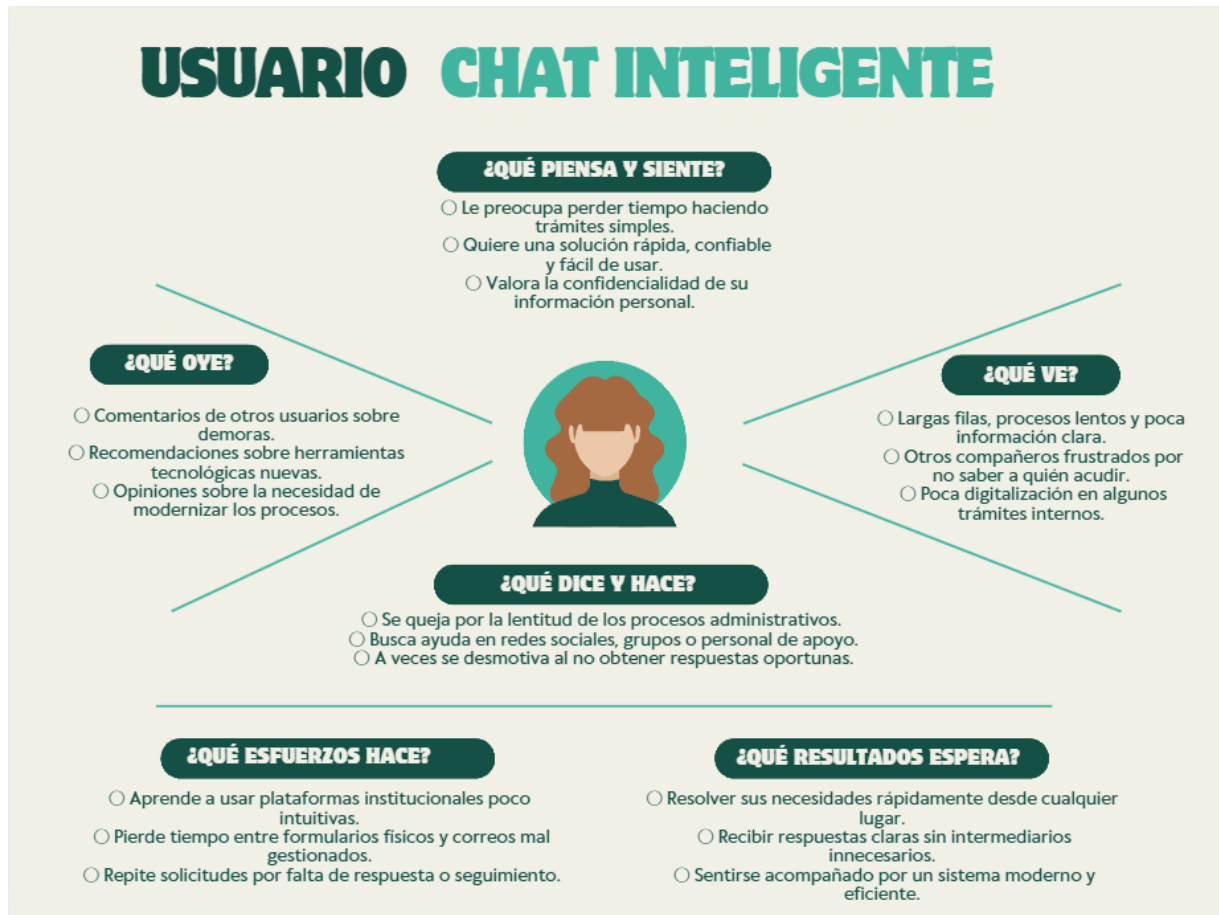 USUARIO CHAT INTELIGENTE
¿QUÉ PIENSA Y SIENTE?
○ Le preocupa perder tiempo haciendo
trámites simples.
○ Quiere una solución rápida, confiable
y fácil de usar.
○ Valora la confidencialidad de su
información personal.
¿QUÉ OYE?
○ Comentarios de otros usuarios sobre
demoras.
○ Recomendaciones sobre herramientas
tecnológicas nuevas.
○ Opiniones sobre la necesidad de
modernizar los procesos.
¿QUÉ VE?
○ Largas filas, procesos lentos y poca
información clara.
○ Otros compañeros frustrados por
no saber a quién acudir.
○ Poca digitalización en algunos
trámites internos.
¿QUÉ DICE Y HACE?
○ Se queja por la lentitud de los procesos administrativos.
○ Busca ayuda en redes sociales, grupos o personal de apoyo.
○ A veces se desmotiva al no obtener respuestas oportunas.
¿QUÉ ESFUERZOS HACE?
○ Aprende a usar plataformas institucionales poco
intuitivas.
○ Pierde tiempo entre formularios físicos y correos mal
gestionados.
○ Repite solicitudes por falta de respuesta o seguimiento.
¿QUÉ RESULTADOS ESPERA?
○ Resolver sus necesidades rápidamente desde cualquier
lugar.
○ Recibir respuestas claras sin intermediarios
innecesarios.
○ Sentirse acompañado por un sistema moderno y
eficiente.